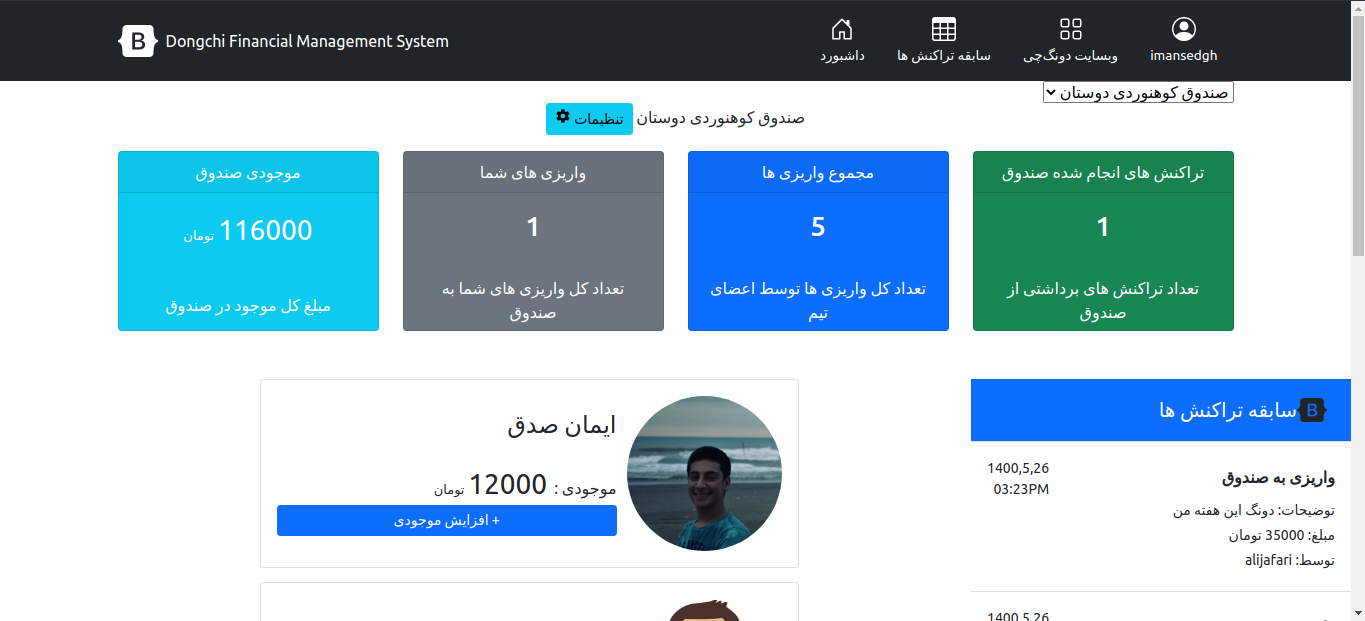 B Dongchi Financial Management System
داشبورد
سابقه تراکنش ها
وبسایت دونگ‌چی
imansedgh
صندوق کوهنوردی دوستان
صندوق کوهنوردی دوستان تنظیمات
تراکنش های انجام شده صندوق
1
تعداد تراکنش های برداشتی از
صندوق
مجموع واریزی ها
5
تعداد کل واریزی ها توسط اعضای
تیم
واریزی های شما
1
تعداد کل واریزی های شما به
صندوق
موجودی صندوق
116000 تومان
مبلغ کل موجود در صندوق
B سابقه تراکنش ها
واریزی به صندوق
1400,5,26
03:23PM
توضیحات: دونگ این هفته من
مبلغ: 35000 تومان
توسط: alijafari
1400,5,26
ایمان صدق
موجودی : 12000 تومان
+ افزایش موجودی